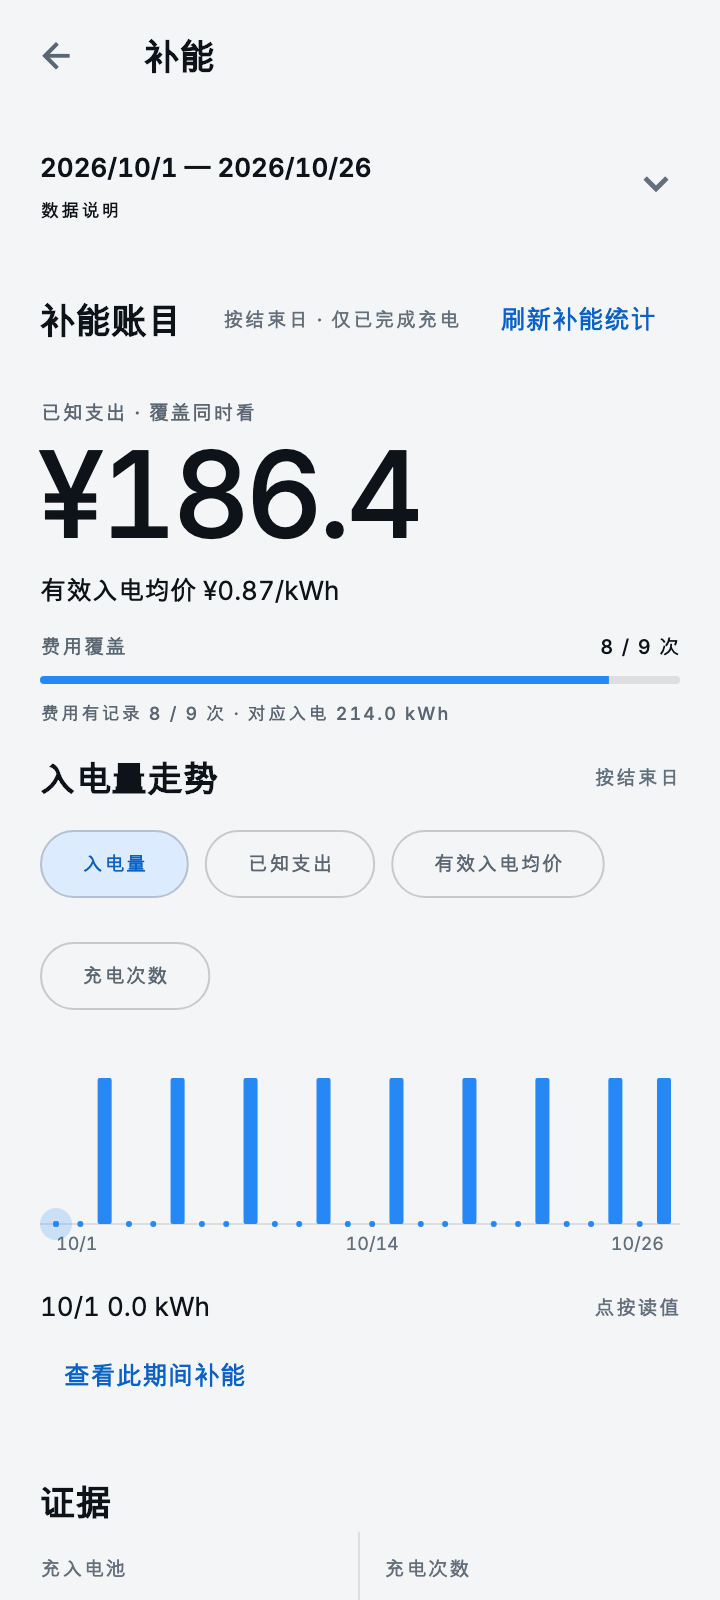 补能
2026/10/1 — 2026/10/26
数据说明
补能账目 按结束日 · 仅已完成充电 刷新补能统计
已知支出 · 覆盖同时看
¥186.4
有效入电均价 ¥0.87/kWh
费用覆盖 8 / 9 次
费用有记录 8 / 9 次 · 对应入电 214.0 kWh
入电量走势 按结束日
入电量 已知支出 有效入电均价
充电次数
10/1 10/14 10/26
10/1 0.0 kWh 点按读值
查看此期间补能
证据
充入电池 充电次数